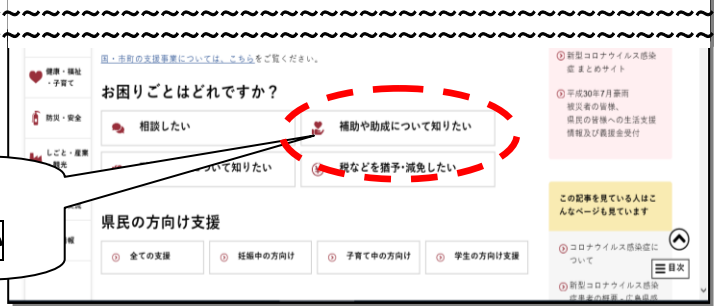 国・市町の支援事業については、こちらをご覧ください。
健康・福祉
・子育て
防災・安全
しごと・産業
観光
お困りごとはどれですか？
相談したい
補助や助成について知りたい
ついて知りたい
税などを猶予・減免したい
県民の方向け支援
全ての支援
妊娠中の方向け
子育て中の方向け
学生の方向け支援
新型コロナウイルス感染
症 まとめサイト
平成30年7月豪雨
被災者の皆様、
県民の皆様への生活支援
情報及び義援金受付
この記事を見ている人はこ
んなページも見ています
コロナウイルス感染症に
ついて
目次
新型コロナウイルス感染